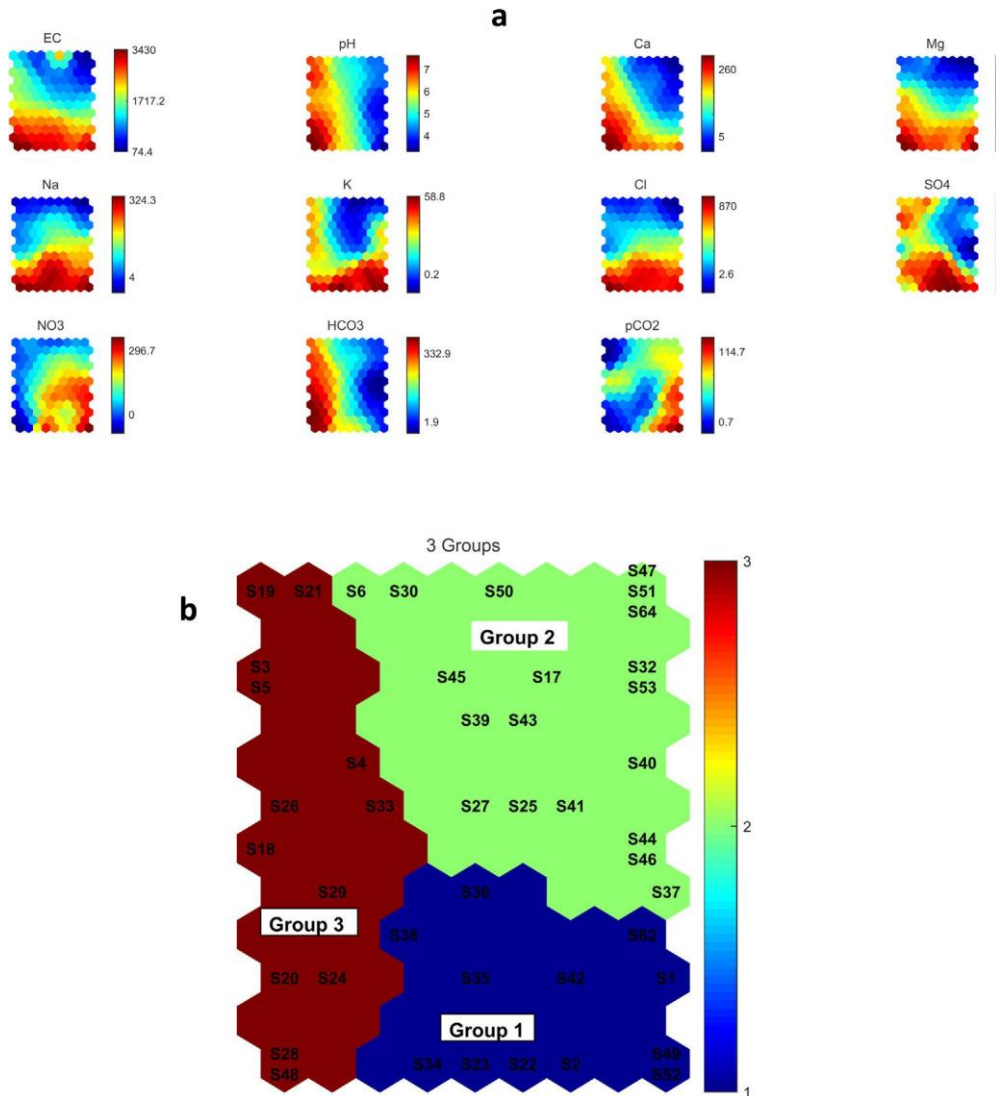 a
EC
3430
1717.2
74.4
pH
7
6
5
4
Ca
260
5
Mg
Na
324.3
4
K
58.8
0.2
Cl
870
2.6
SO4
NO3
296.7
0
HCO3
332.9
1.9
pCO2
114.7
0.7
b
3 Groups
S19 S21 S6 S30 S50 S47
S51
S64
Group 2
S3 S45 S17 S32
S5 S53
S39 S43
S4 S40
S26 S33 S27 S25 S41
S18 S44
S46
S29 S36 S37
Group 3
S38 S62
S20 S24 S35 S42 S1
Group 1
S28 S34 S23 S22 S2 S49
S48 S52
3
2
1